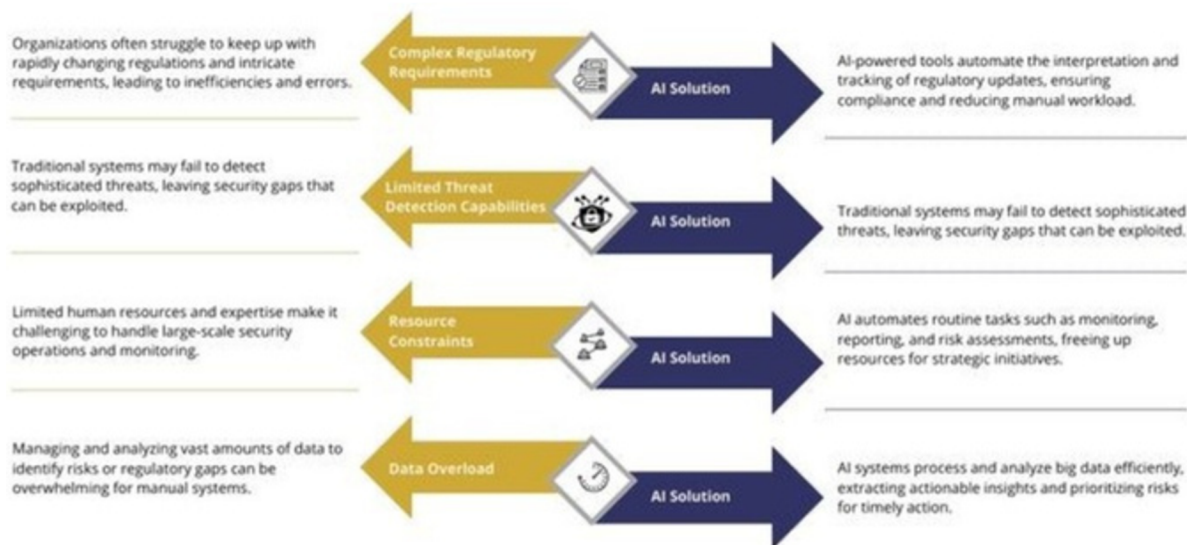 Organizations often struggle to keep up with
rapidly changing regulations and intricate
requirements, leading to inefficiencies and errors.
Complex Regulatory
Requirements
AI Solution
AI-powered tools automate the interpretation and
tracking of regulatory updates, ensuring
compliance and reducing manual workload.
Traditional systems may fail to detect
sophisticated threats, leaving security gaps that
can be exploited.
Limited Threat
Detection Capabilities
AI Solution
Traditional systems may fail to detect sophisticated
threats, leaving security gaps that can be exploited.
Limited human resources and expertise make it
challenging to handle large-scale security
operations and monitoring.
Resource
Constraints
AI Solution
AI automates routine tasks such as monitoring,
reporting, and risk assessments, freeing up
resources for strategic initiatives.
Managing and analyzing vast amounts of data to
identify risks or regulatory gaps can be
overwhelming for manual systems.
Data Overload
AI Solution
AI systems process and analyze big data efficiently,
extracting actionable insights and prioritizing risks
for timely action.